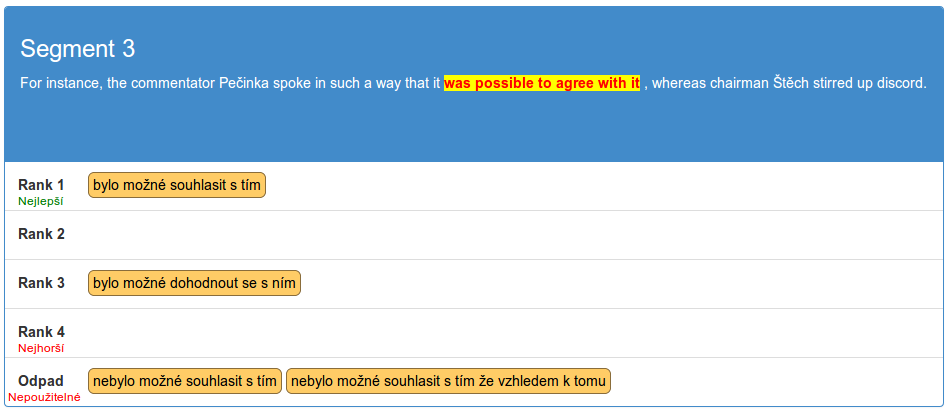 Segment 3
For instance, the commentator Pečinka spoke in such a way that it was possible to agree with it , whereas chairman Štěch stirred up discord.
Rank 1 bylo možné souhlasit s tím
Nejlepší
Rank 2
Rank 3 bylo možné dohodnout se s ním
Rank 4
Nejhorší
Odpad nebylo možné souhlasit s tím nebylo možné souhlasit s tím že vzhledem k tomu
Nepoužitelné